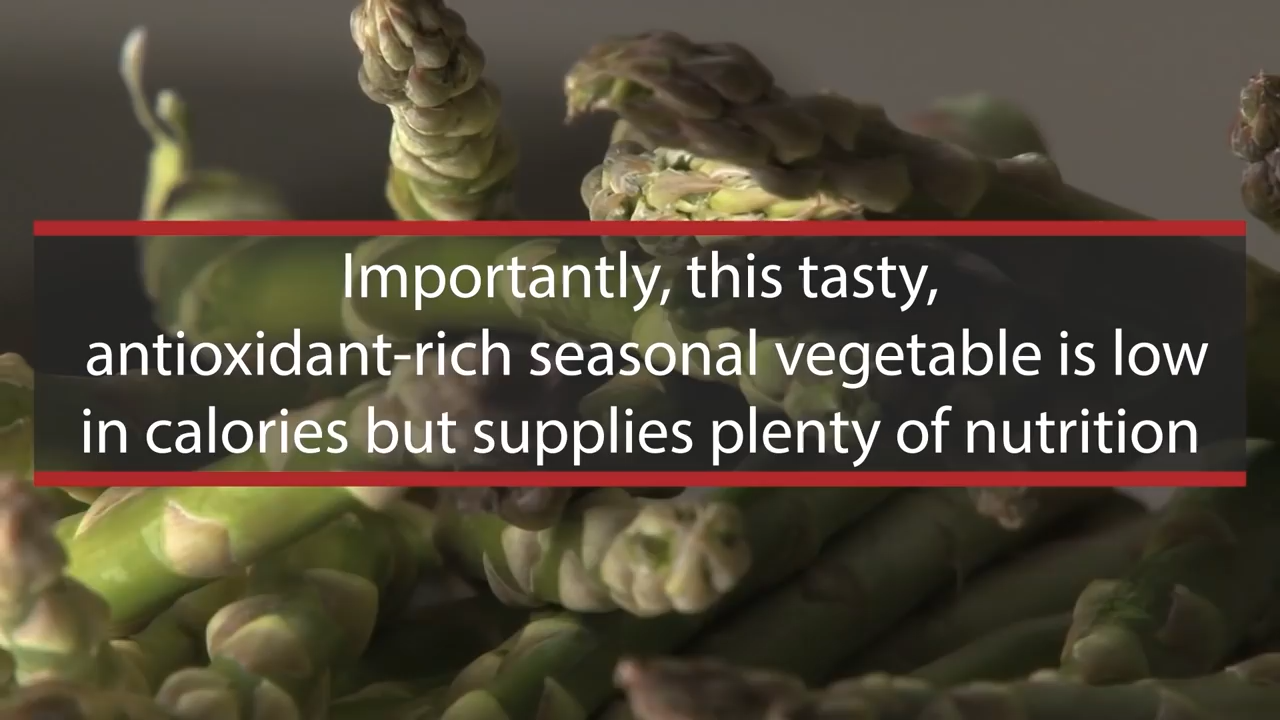 Importantly, this tasty,
antioxidant-rich seasonal vegetable is low
in calories but supplies plenty of nutrition